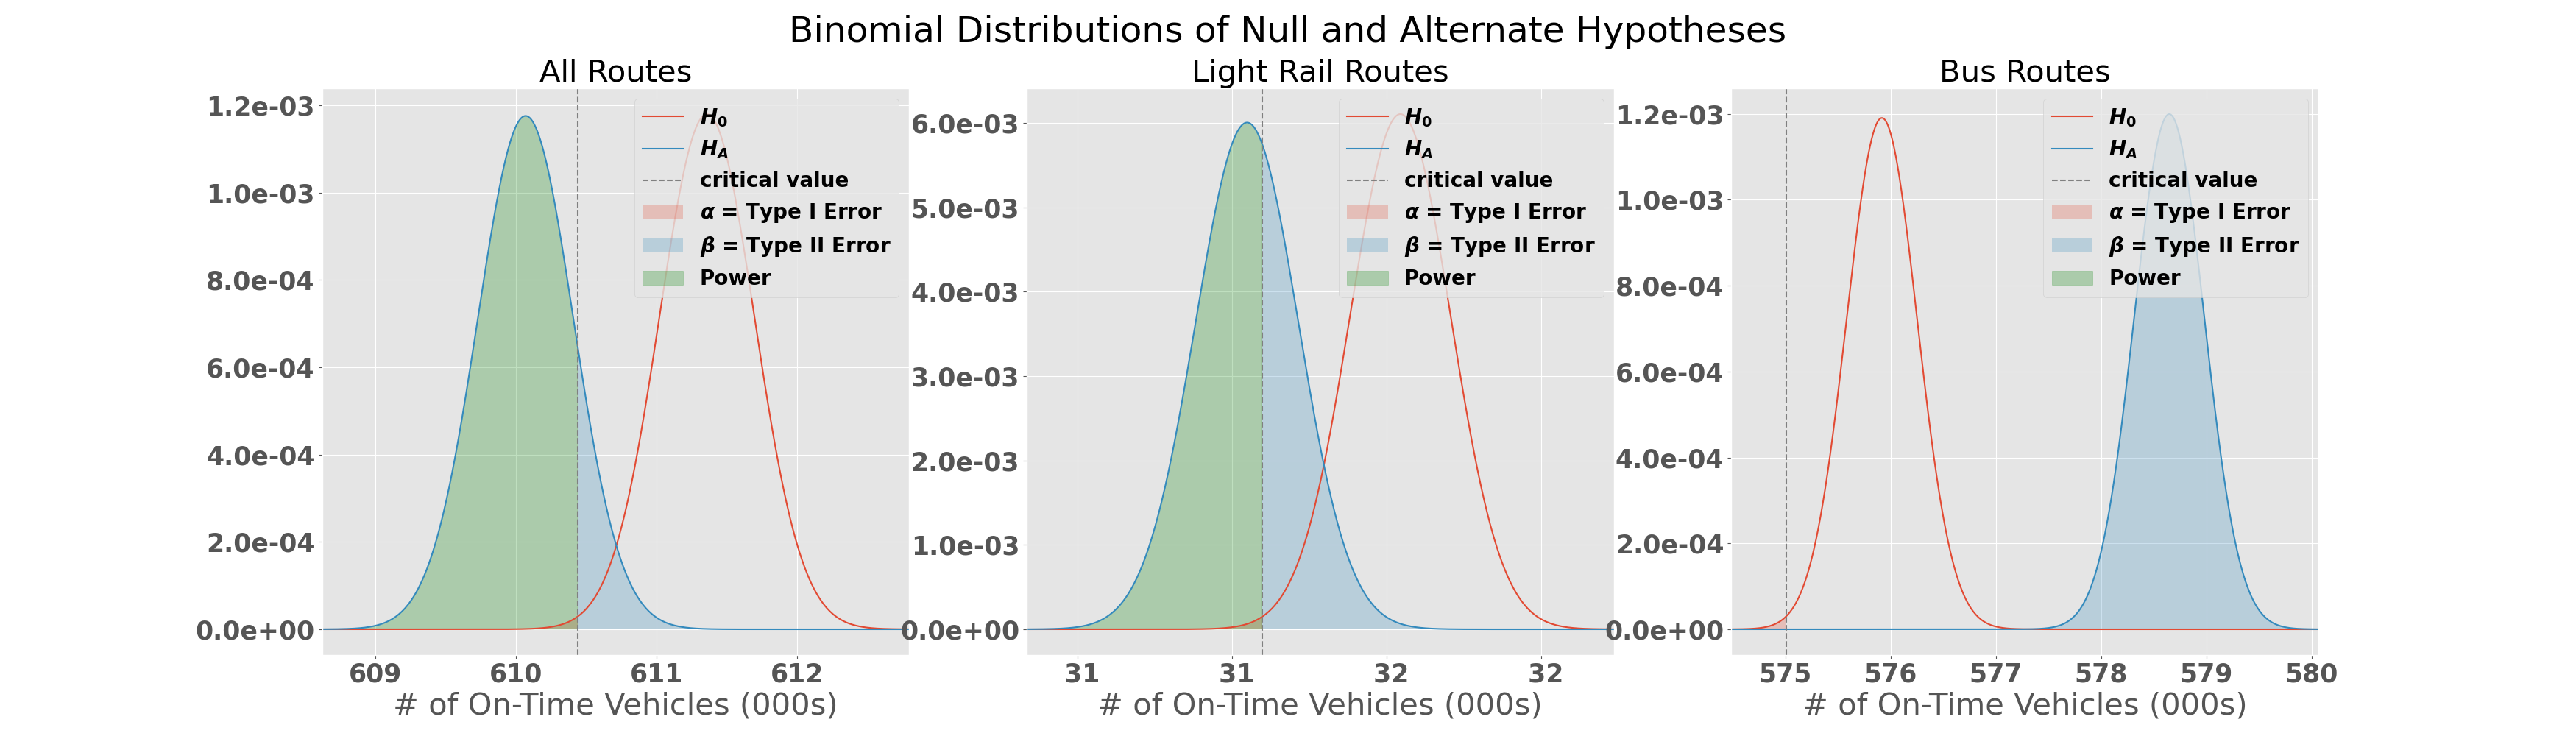 Binomial Distributions of Null and Alternate Hypotheses
All Routes
1.2e-03
1.0e-03
8.0e-04
6.0e-04
4.0e-04
2.0e-04
0.0e+00
609 610 611 612
# of On-Time Vehicles (000s)
H0
HA
critical value
α = Type I Error
β = Type II Error
Power
Light Rail Routes
6.0e-03
5.0e-03
4.0e-03
3.0e-03
2.0e-03
1.0e-03
0.0e+00
31 31 32 32
# of On-Time Vehicles (000s)
H0
HA
critical value
α = Type I Error
β = Type II Error
Power
Bus Routes
1.2e-03
1.0e-03
8.0e-04
6.0e-04
4.0e-04
2.0e-04
0.0e+00
575 576 577 578 579 580
# of On-Time Vehicles (000s)
H0
HA
critical value
α = Type I Error
β = Type II Error
Power